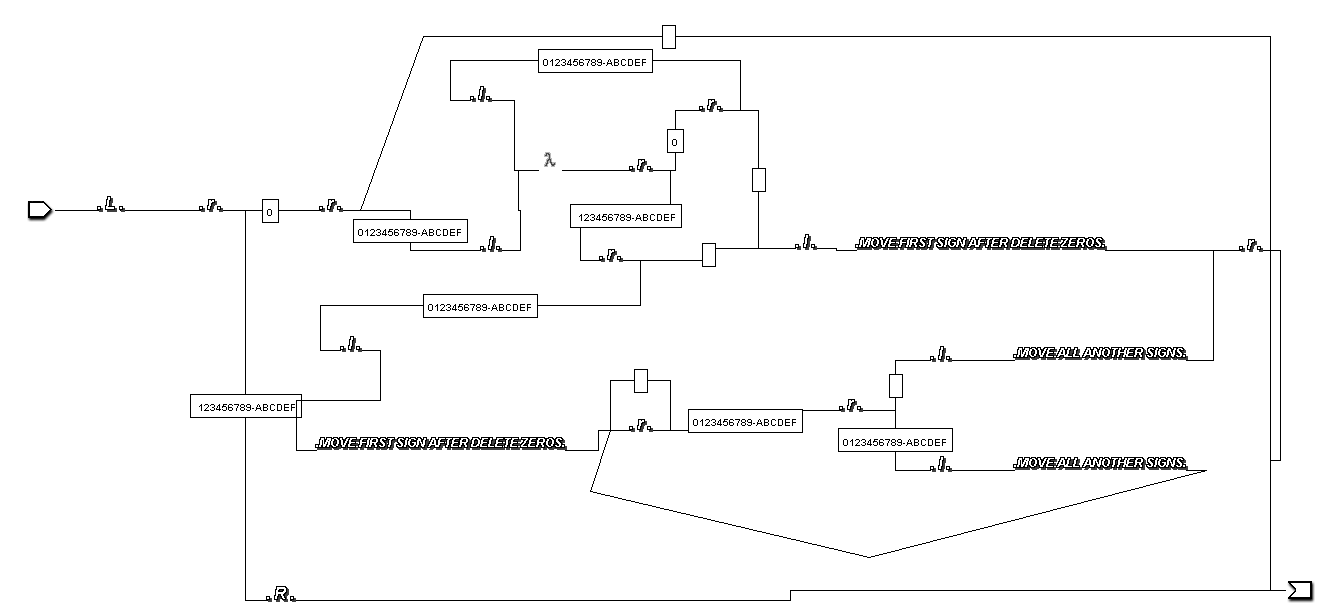 0123456789-ABCDEF
.l.
.r.
0
λ
.r.
.L.
.r.
0
.r.
123456789-ABCDEF
0123456789-ABCDEF
.l.
.r.
.l.
.MOVE FIRST SIGN AFTER DELETE ZEROS.
.r.
0123456789-ABCDEF
.l.
.l.
.MOVE ALL ANOTHER SIGNS.
123456789-ABCDEF
.r.
0123456789-ABCDEF
.r.
.MOVE FIRST SIGN AFTER DELETE ZEROS.
0123456789-ABCDEF
.l.
.MOVE ALL ANOTHER SIGNS.
.R.